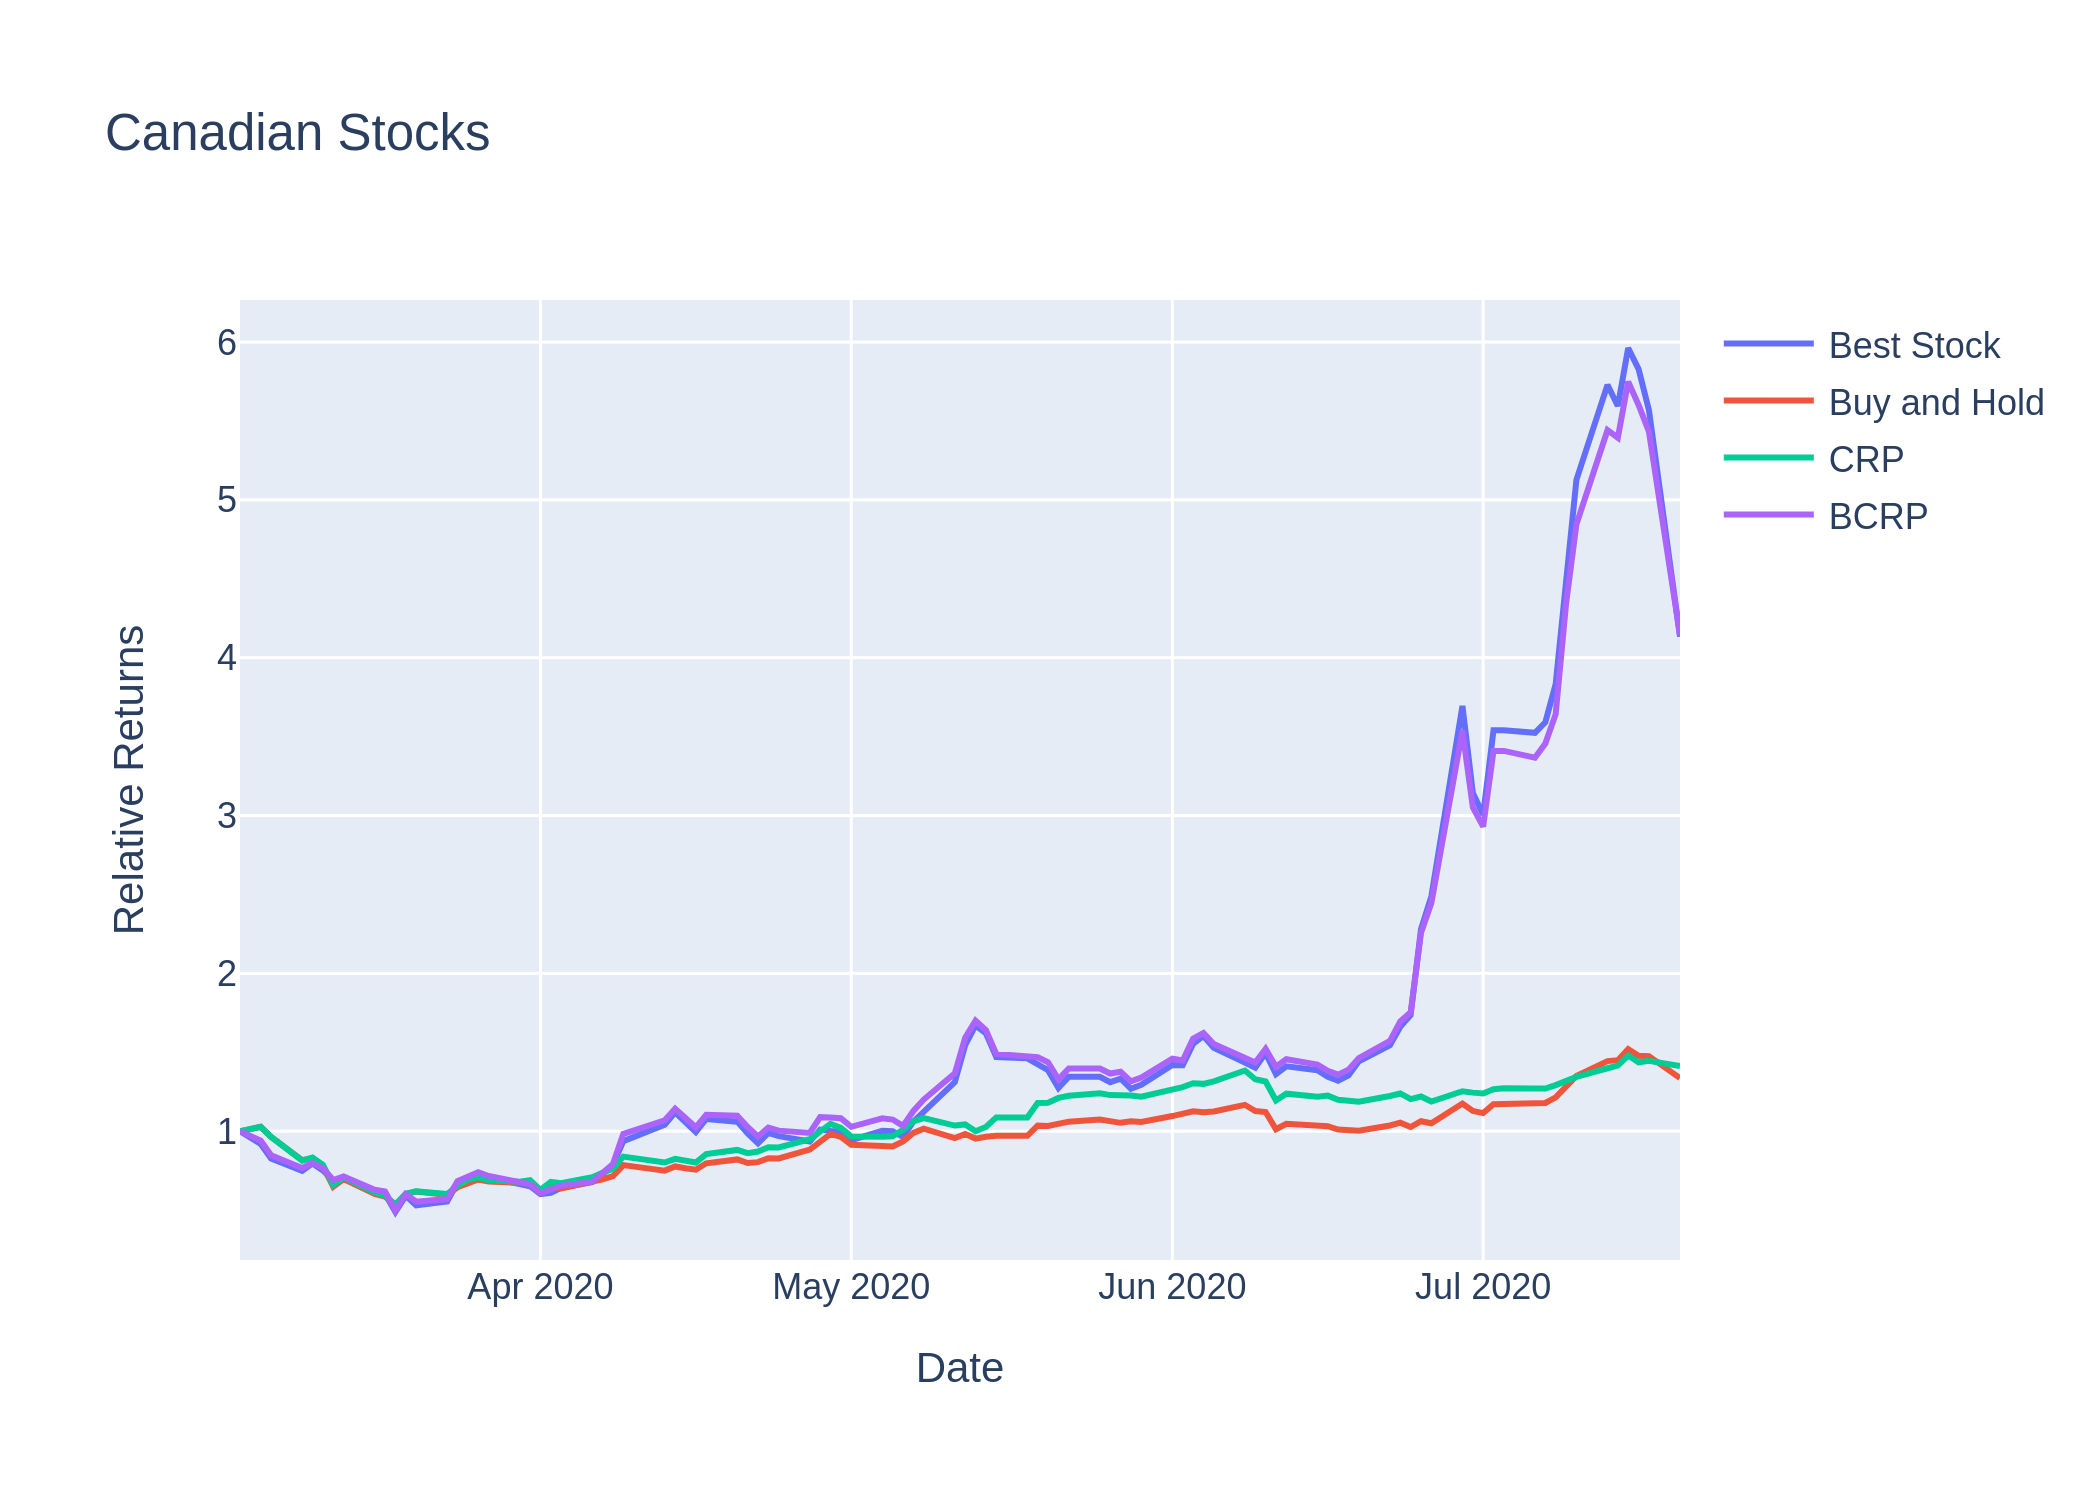 Canadian Stocks
6
5
4
3
2
1
Relative Returns
Apr 2020
May 2020
Jun 2020
Jul 2020
Date
Best Stock
Buy and Hold
CRP
BCRP